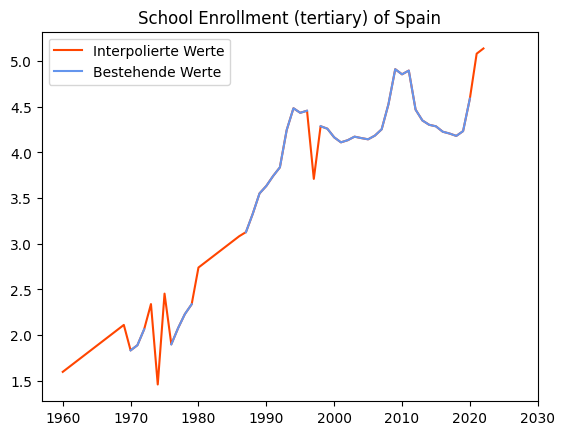 School Enrollment (tertiary) of Spain
Interpolierte Werte
Bestehende Werte
5.0
4.5
4.0
3.5
3.0
2.5
2.0
1.5
1960 1970 1980 1990 2000 2010 2020 2030